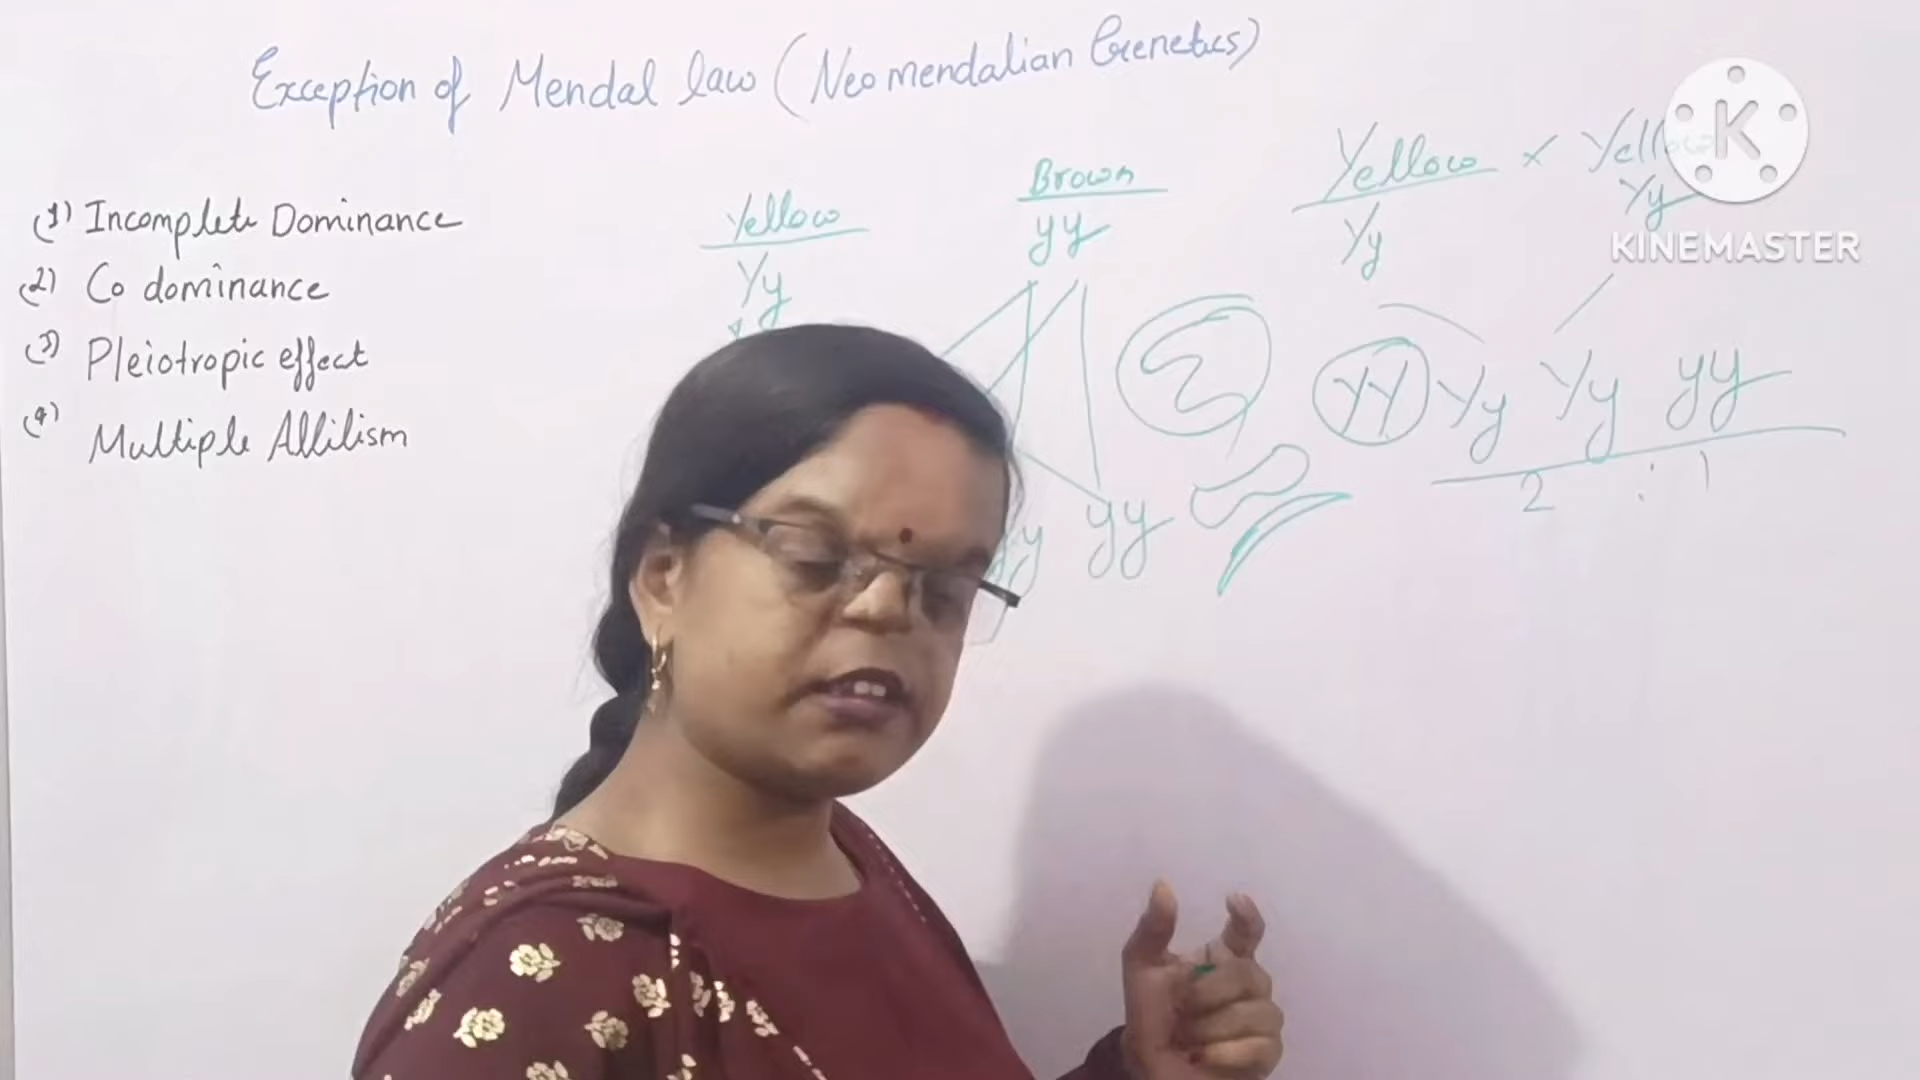 Exception of Mendal law (Neo mendalian Genetics)
(1) Incomplete Dominance
(2) Co dominance
(3) Pleiotropic effect
(4) Multiple Allilism
Yellow
Yy
Brown
yy
yy
Yellow × Yellow
Yy Yy
YY Yy Yy yy
2 : 1
K
KINEMASTER